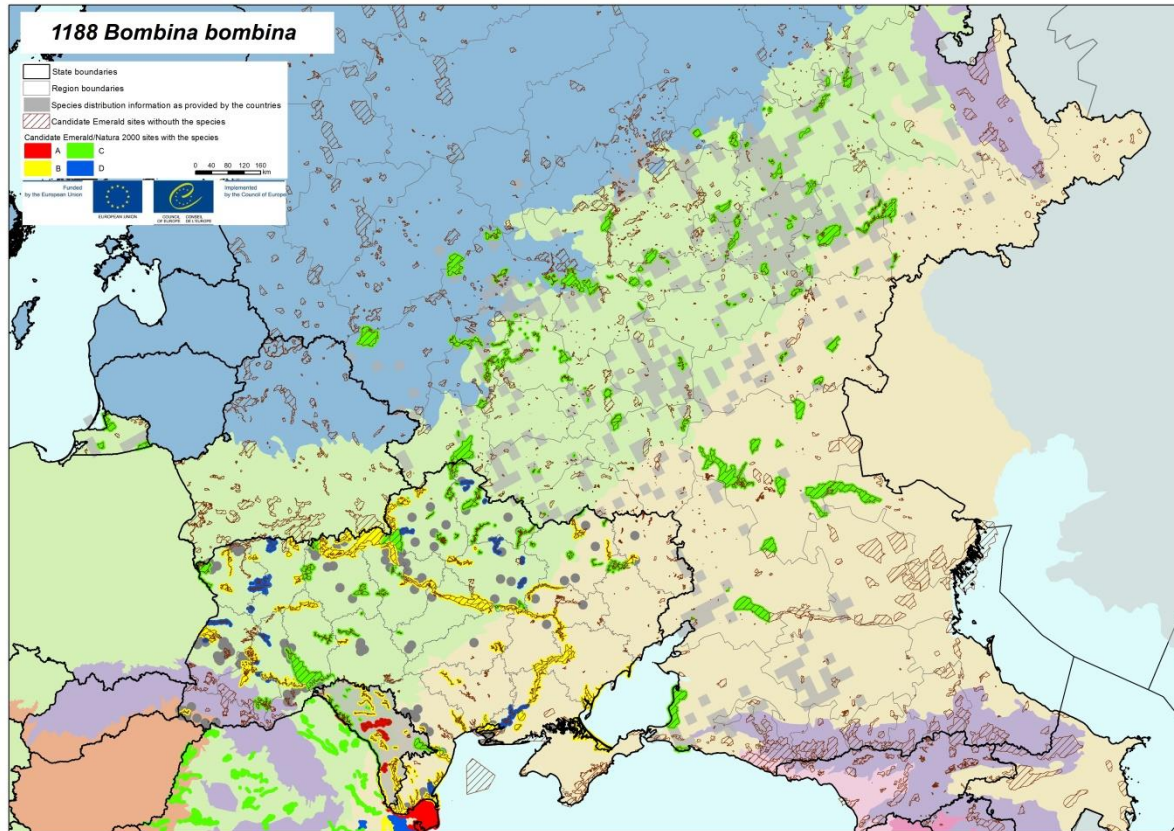 1188 Bombina bombina
State boundaries
Region boundaries
Species distribution information as provided by the countries
Candidate Emerald sites withouth the species
Candidate Emerald/Natura 2000 sites with the species
A C
B D
0 40 80 120 160
km
Funded
by the European Union
Implemented
by the Council of Europe
EUROPEAN UNION
COUNCIL OF EUROPE
CONSEIL DE L'EUROPE